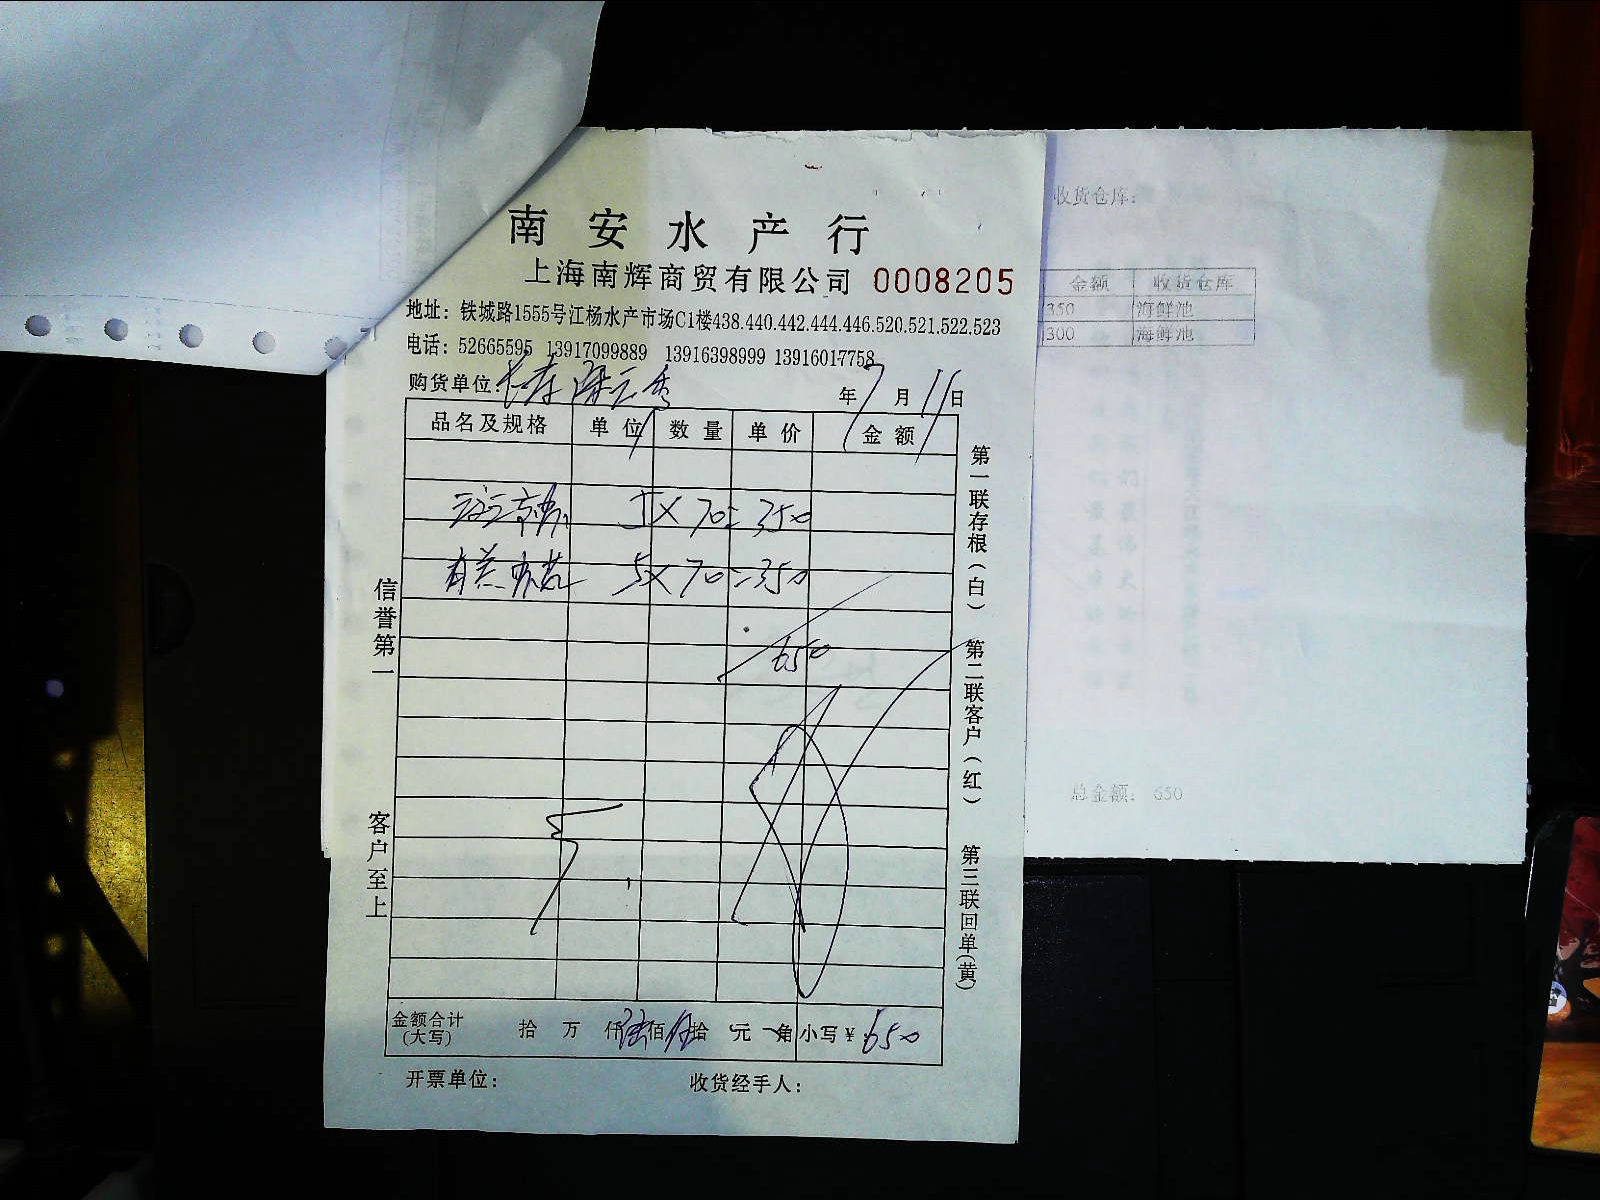 南安水产行
上海南辉商贸有限公司 0008205
地址：铁城路1555号江杨水产市场C1楼438.440.442.444.446.520.521.522.523
电话：52665595 13917099889 13916398999 13916017758
购货单位： 年7月11日
品名及规格 单位 数量 单价 金额
5×70=350
5×70=350
650
金额合计(大写) 拾 万 仟陆佰伍拾 元 角 小写¥ 650
开票单位： 收货经手人：
信誉第一
客户至上
第一联存根(白)
第二联客户(红)
第三联回单(黄)
收货仓库：
金额 收货仓库
350 海鲜池
300 海鲜池
总金额： 650